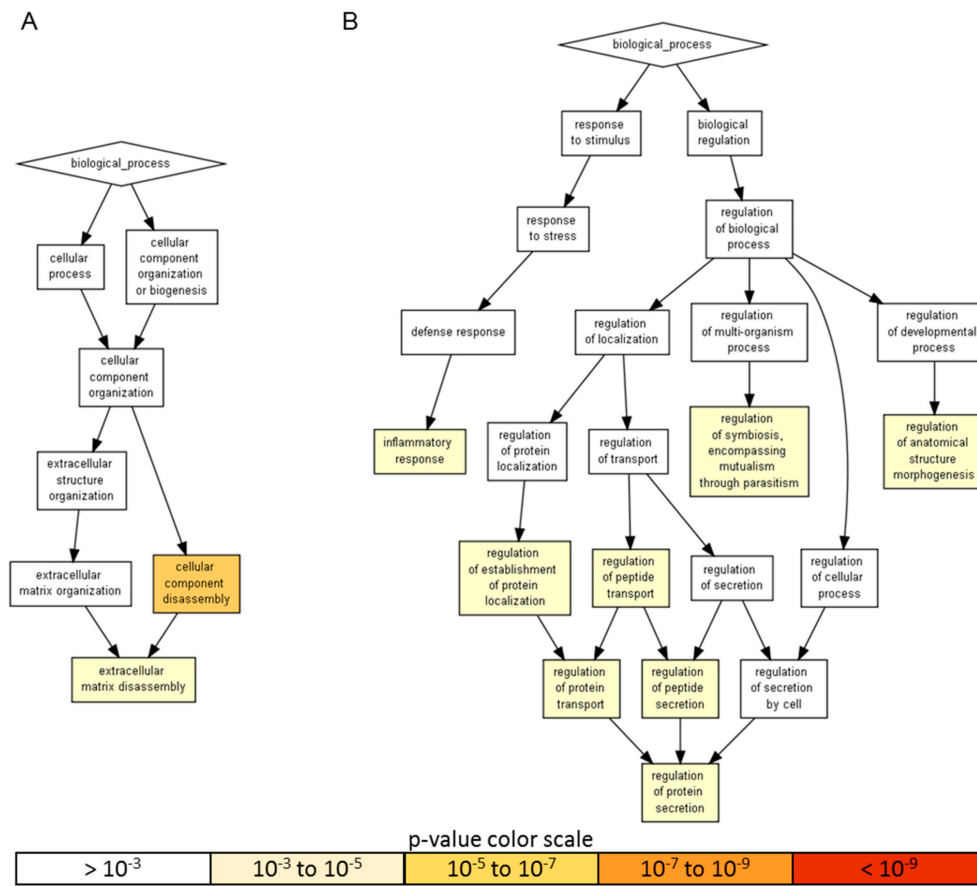 A
biological_process
cellular
process
cellular
component
organization
or biogenesis
cellular
component
organization
extracellular
structure
organization
extracellular
matrix organization
cellular
component
disassembly
extracellular
matrix disassembly
B
biological_process
response
to stimulus
biological
regulation
response
to stress
regulation
of biological
process
defense response
regulation
of localization
regulation
of multi-organism
process
regulation
of developmental
process
inflammatory
response
regulation
of protein
localization
regulation
of transport
regulation
of symbiosis,
encompassing
mutualism
through parasitism
regulation
of anatomical
structure
morphogenesis
regulation
of establishment
of protein
localization
regulation
of peptide
transport
regulation
of secretion
regulation
of cellular
process
regulation
of protein
transport
regulation
of peptide
secretion
regulation
of secretion
by cell
regulation
of protein
secretion
p-value color scale
> 10⁻³
10⁻³ to 10⁻⁵
10⁻⁵ to 10⁻⁷
10⁻⁷ to 10⁻⁹
< 10⁻⁹